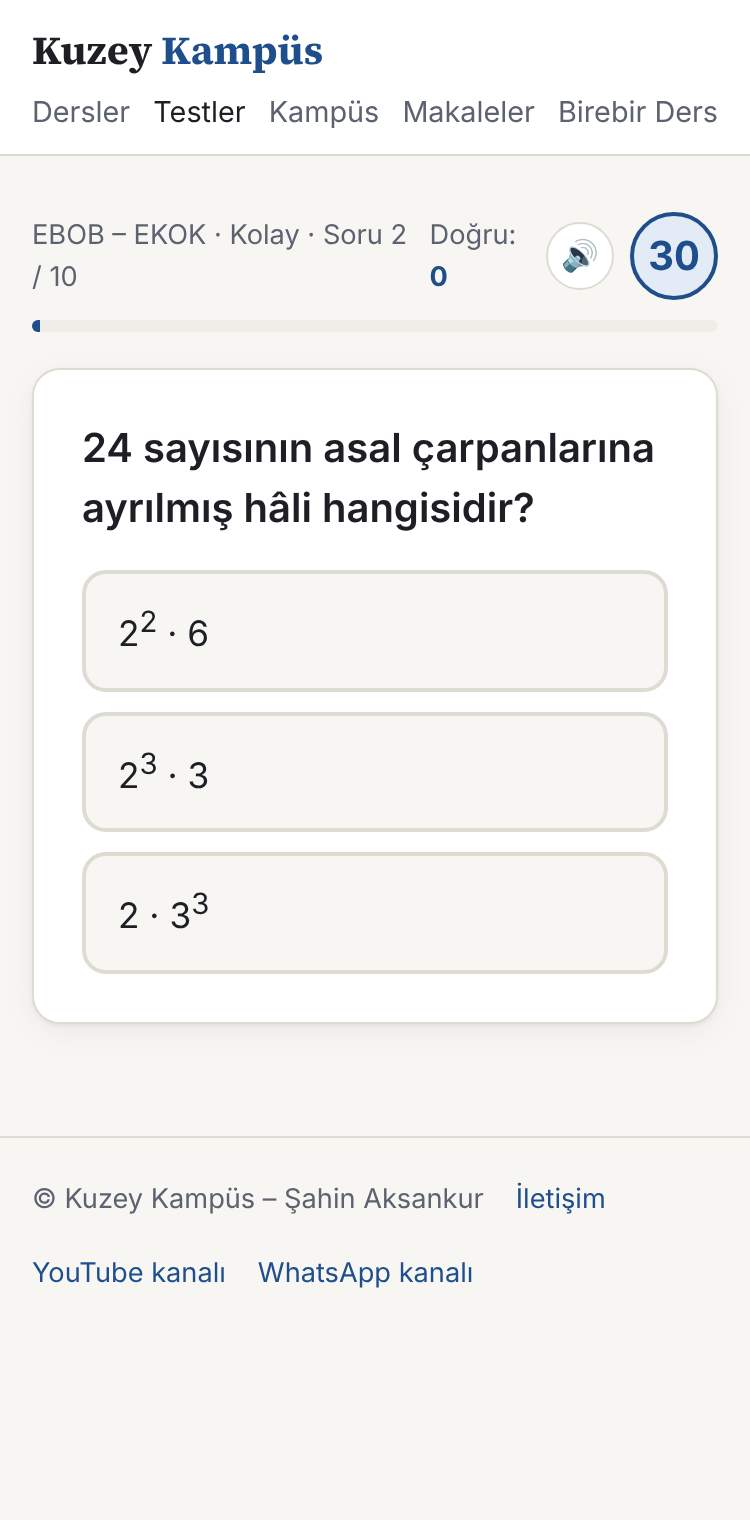 Kuzey Kampüs
Dersler Testler Kampüs Makaleler Birebir Ders
EBOB – EKOK · Kolay · Soru 2 / 10
Doğru: 0
30
24 sayısının asal çarpanlarına
ayrılmış hâli hangisidir?
2² · 6
2³ · 3
2 · 3³
© Kuzey Kampüs – Şahin Aksankur İletişim
YouTube kanalı WhatsApp kanalı